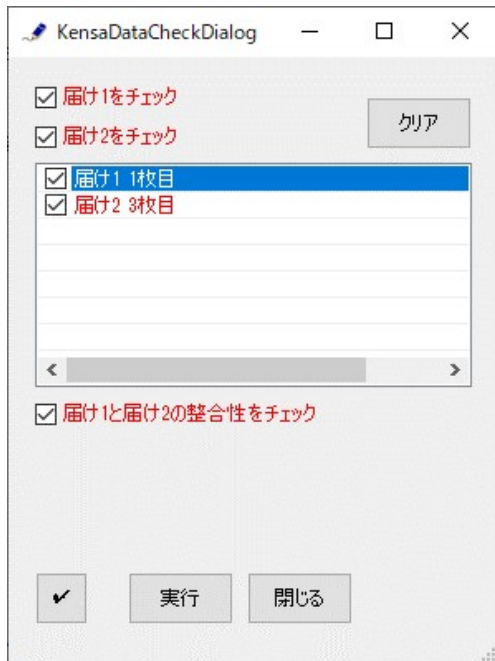 KensaDataCheckDialog
届け1をチェック
届け2をチェック
クリア
届け1 1枚目
届け2 3枚目
届け1と届け2の整合性をチェック
実行 閉じる